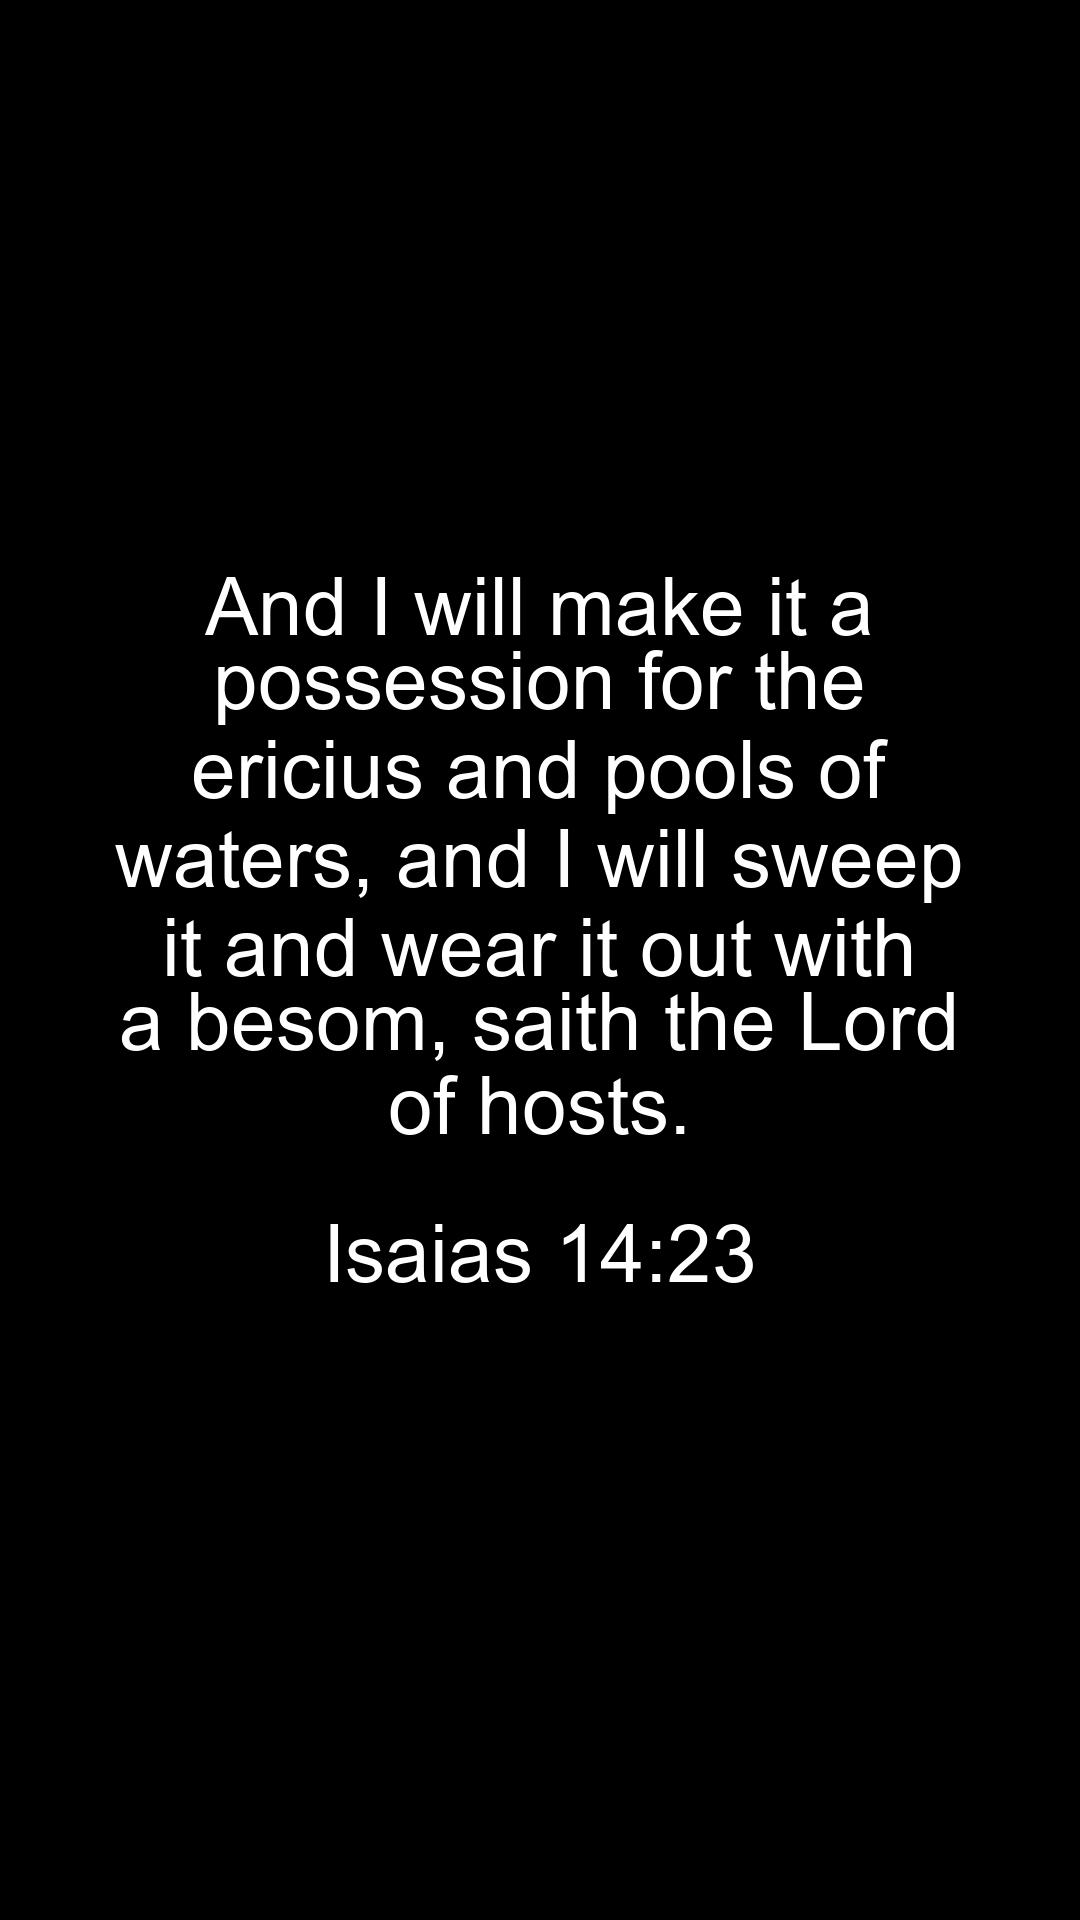 And I will make it a
possession for the
ericius and pools of
waters, and I will sweep
it and wear it out with
a besom, saith the Lord
of hosts.
Isaias 14:23